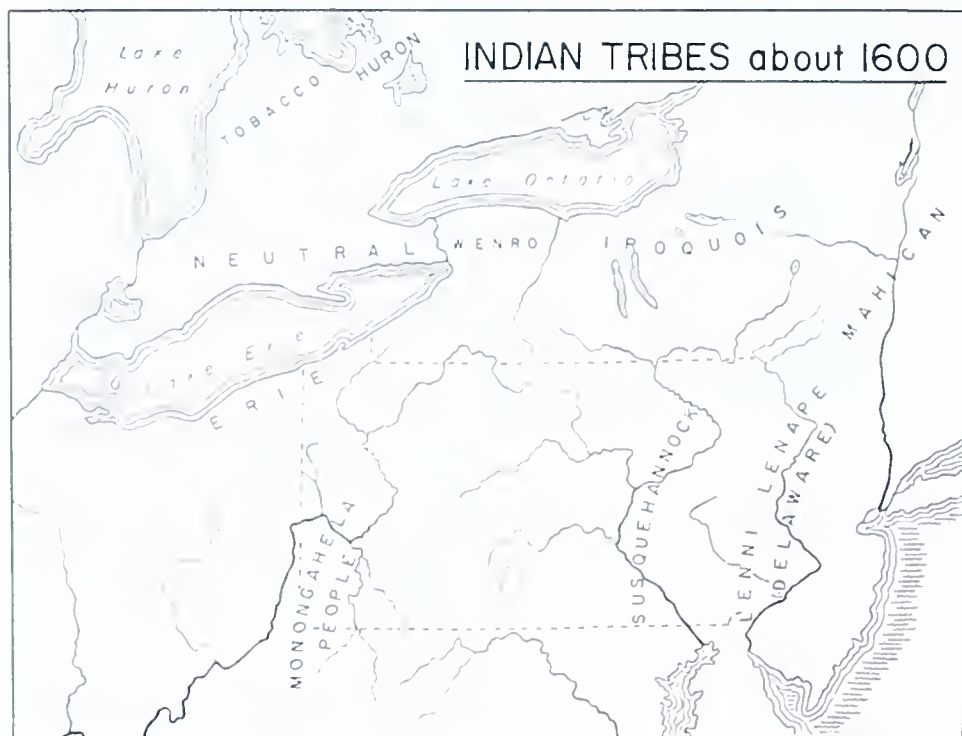 INDIAN TRIBES about 1600
Lake
Huron
TOBACCO
HURON
Lake Ontario
NEUTRAL
WENRO
IROQUOIS
MAHICAN
Lake Erie
ERIE
SUSQUEHANNOCK
LENNI LENAPE
(DELAWARE)
MONONGAHELA
PEOPLE